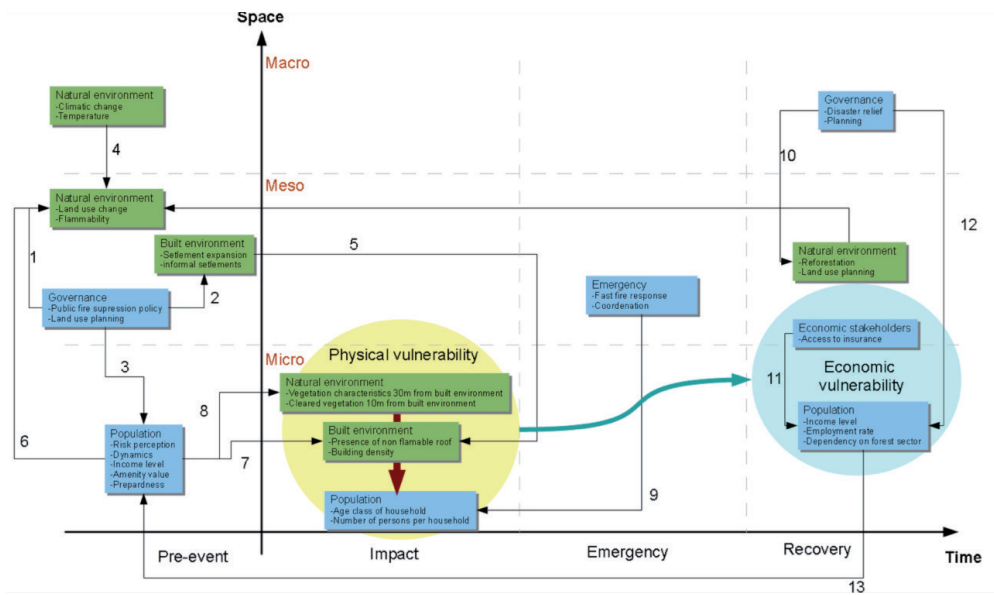 Space
Macro
Natural environment
-Climatic change
-Temperature
4
Governance
-Disaster relief
-Planning
10
12
Meso
Natural environment
-Land use change
-Flammability
1
Built environment
-Settlement expansion
-informal setlements
5
2
Governance
-Public fire supression policy
-Land use planning
3
Emergency
-Fast fire response
-Coordenation
Natural environment
-Reforestation
-Land use planning
Economic stakeholders
-Access to insurance
11
Economic
vulnerability
Population
-Income level
-Employment rate
-Dependency on forest sector
Micro
Physical vulnerability
Natural environment
-Vegetation characteristics 30m from built environment
-Cleared vegetation 10m from built environment
8
Built environment
-Presence of non flamable roof
-Building density
6
Population
-Risk perception
-Dynamics
-Income level
-Amenity value
-Prepardness
7
Population
-Age class of household
-Number of persons per household
9
Pre-event
Impact
Emergency
Recovery
Time
13